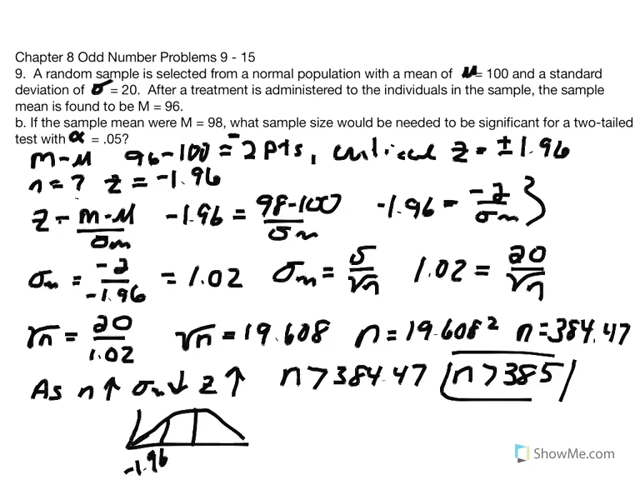 Chapter 8 Odd Number Problems 9 - 15
9. A random sample is selected from a normal population with a mean of μ= 100 and a standard
deviation of σ = 20. After a treatment is administered to the individuals in the sample, the sample
mean is found to be M = 96.
b. If the sample mean were M = 98, what sample size would be needed to be significant for a two-tailed
test with α = .05?
M-M 96-100 = -2 pts, critical z = ±1.96
n = ? z = -1.96
z = M-M/σm -1.96 = 98-100/σm -1.96 = -2/σm }
σm = -2/-1.96 = 1.02 σm = 5/√n 1.02 = 20/√n
√n = 20/1.02 √n = 19.608 n = 19.608² n = 384.47
As n ↑ σm ↓ z ↑ n > 384.47 n > 385
-1.96
ShowMe.com